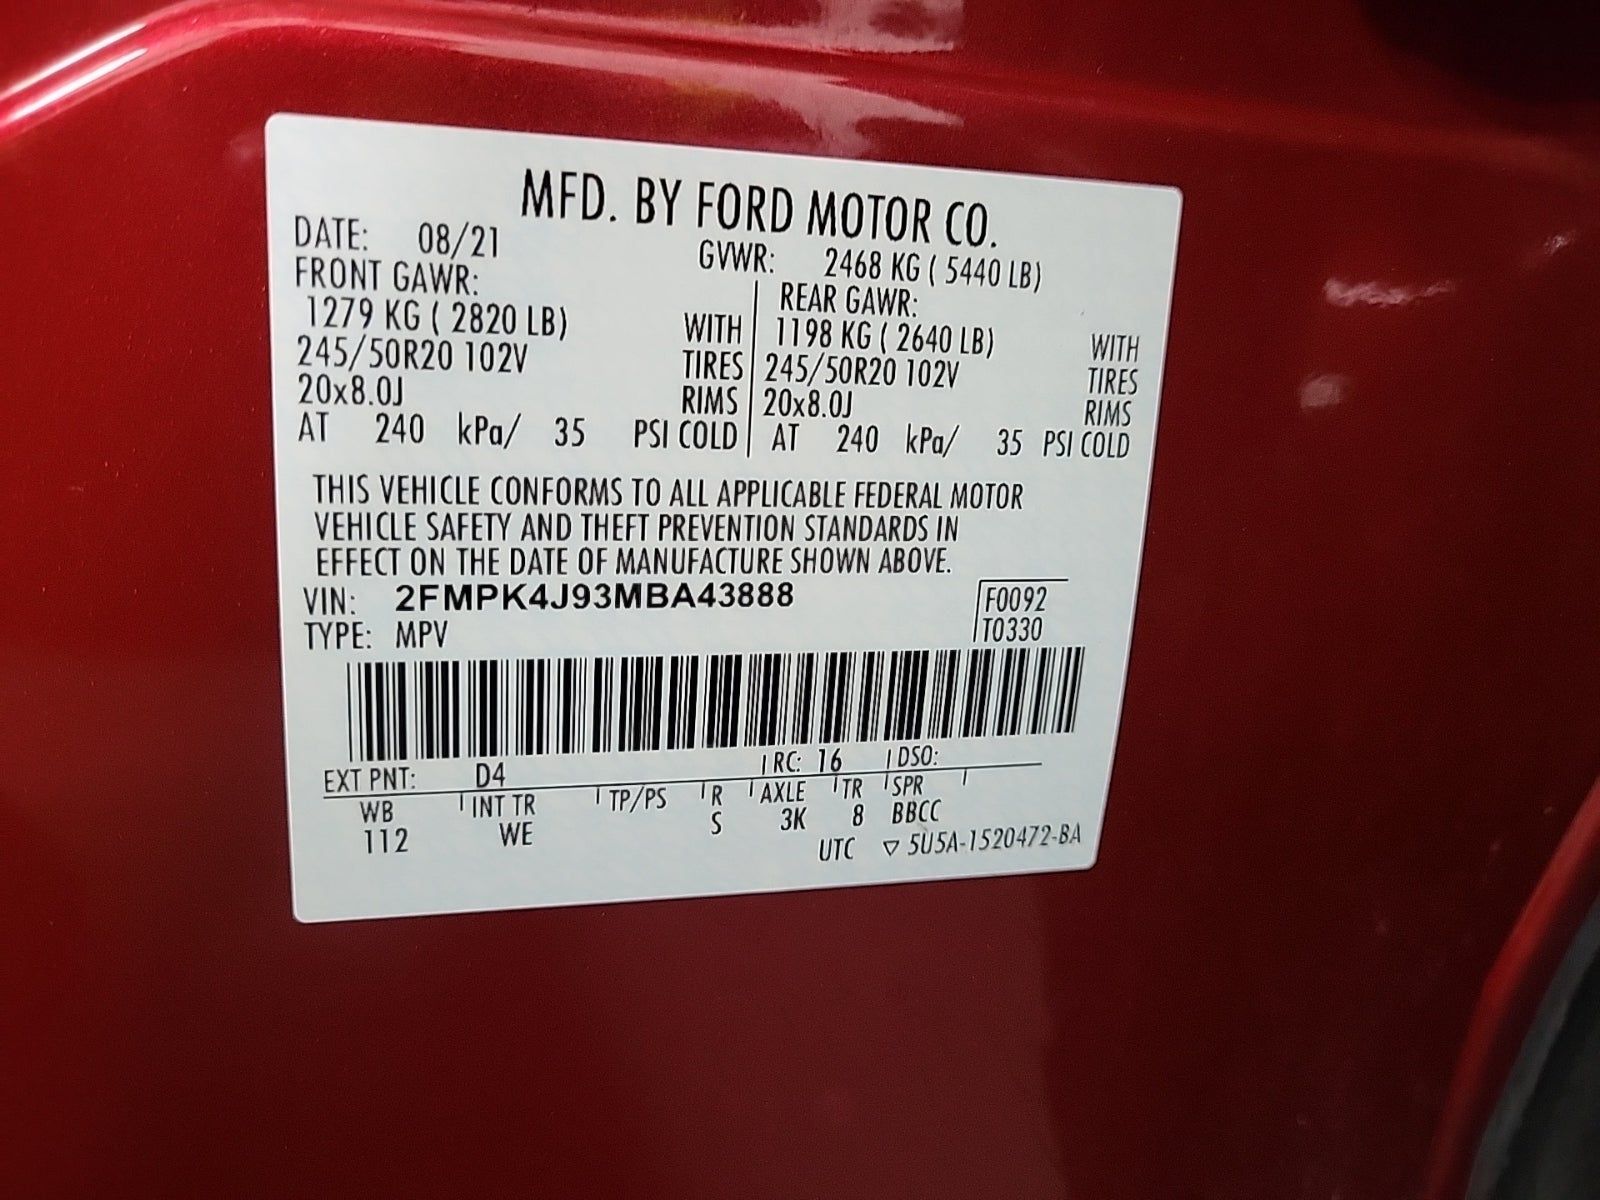 MFD. BY FORD MOTOR CO.
DATE: 08/21 GVWR: 2468 KG ( 5440 LB)
FRONT GAWR: REAR GAWR:
1279 KG ( 2820 LB) WITH 1198 KG ( 2640 LB) WITH
245/50R20 102V TIRES 245/50R20 102V TIRES
20x8.0J RIMS 20x8.0J RIMS
AT 240 kPa/ 35 PSI COLD AT 240 kPa/ 35 PSI COLD
THIS VEHICLE CONFORMS TO ALL APPLICABLE FEDERAL MOTOR
VEHICLE SAFETY AND THEFT PREVENTION STANDARDS IN
EFFECT ON THE DATE OF MANUFACTURE SHOWN ABOVE.
VIN: 2FMPK4J93MBA43888 F0092
TYPE: MPV T0330
EXT PNT: D4 RC: 16 DSO:
WB INT TR TP/PS R AXLE TR SPR
112 WE S 3K 8 BBCC
UTC ▽ 5U5A-1520472-BA